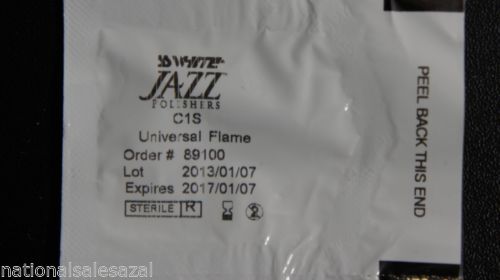 SS WHITE
JAZZ
POLISHERS
C1S
Universal Flame
Order # 89100
Lot 2013/01/07
Expires 2017/01/07
STERILE R
PEEL BACK THIS END
nationalsalesazal